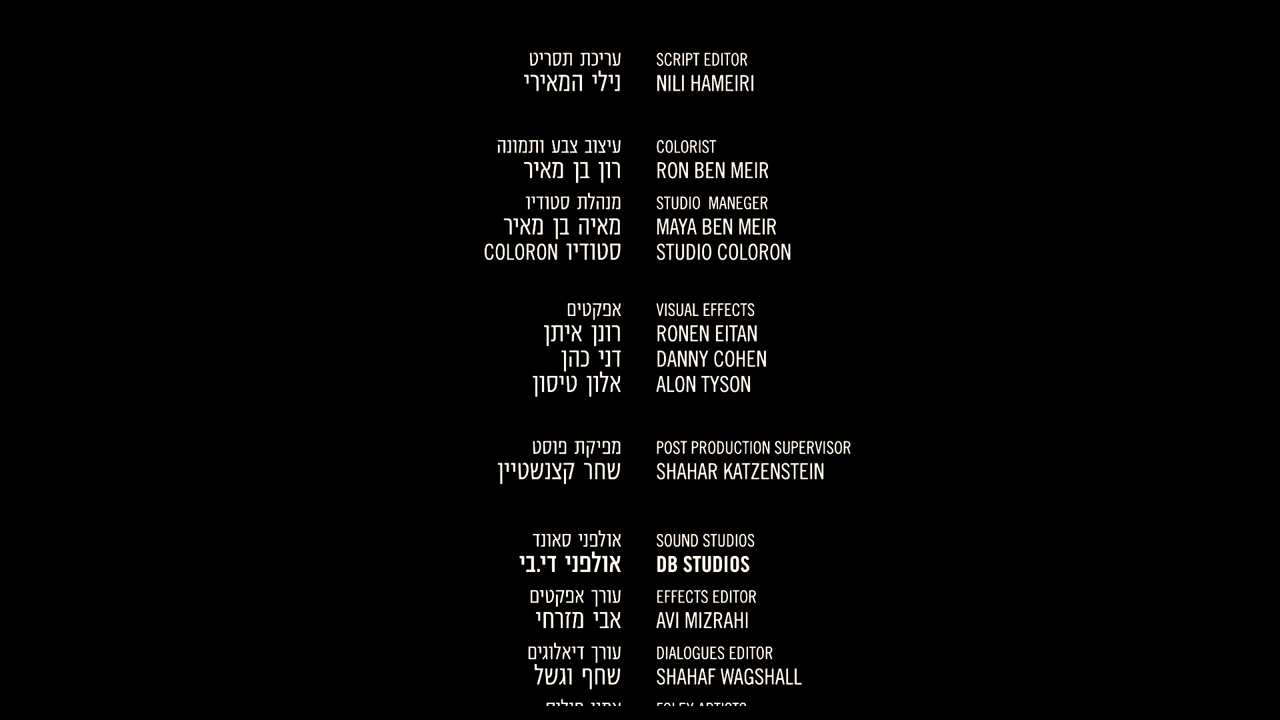 עריכת תסריט SCRIPT EDITOR
נילי המאירי NILI HAMEIRI
עיצוב צבע ותמונה COLORIST
רון בן מאיר RON BEN MEIR
מנהלת סטודיו STUDIO MANEGER
מאיה בן מאיר MAYA BEN MEIR
סטודיו COLORON STUDIO COLORON
אפקטים VISUAL EFFECTS
רונן איתן RONEN EITAN
דני כהן DANNY COHEN
אלון טיסון ALON TYSON
מפיקת פוסט POST PRODUCTION SUPERVISOR
שחר קצנשטיין SHAHAR KATZENSTEIN
אולפני סאונד SOUND STUDIOS
אולפני די.בי DB STUDIOS
עורך אפקטים EFFECTS EDITOR
אבי מזרחי AVI MIZRAHI
עורך דיאלוגים DIALOGUES EDITOR
שחף וגשל SHAHAF WAGSHALL
FOLEY ARTISTS